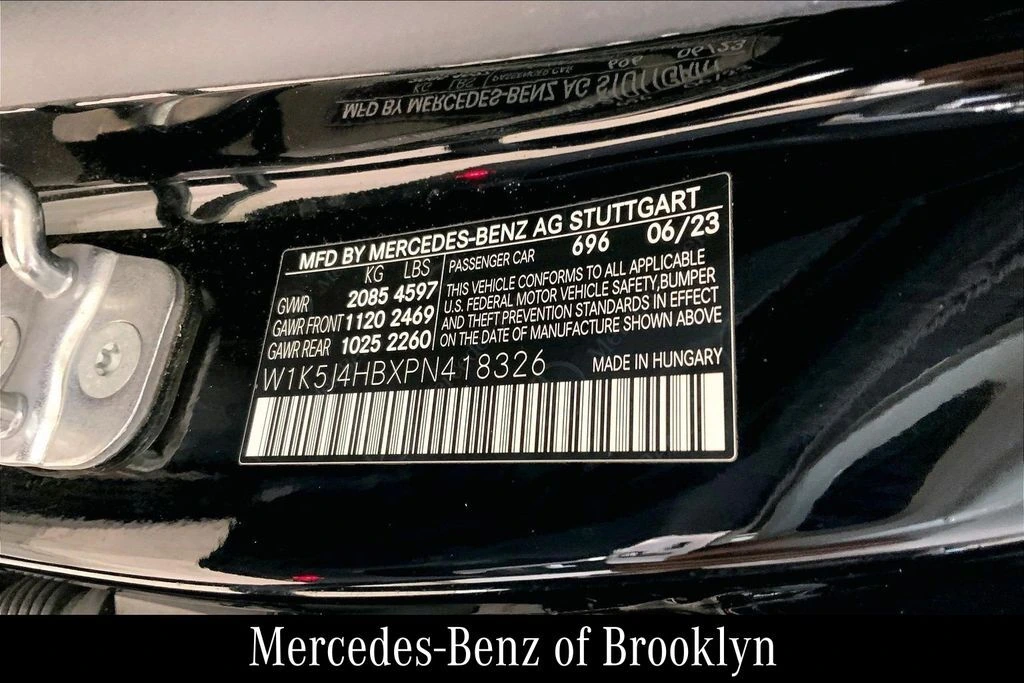 MFD BY MERCEDES-BENZ AG STUTTGART
KG LBS
GVWR 2085 4597
GAWR FRONT 1120 2469
GAWR REAR 1025 2260
PASSENGER CAR 696 06/23
THIS VEHICLE CONFORMS TO ALL APPLICABLE
U.S. FEDERAL MOTOR VEHICLE SAFETY, BUMPER
AND THEFT PREVENTION STANDARDS IN EFFECT
ON THE DATE OF MANUFACTURE SHOWN ABOVE
W1K5J4HBXPN418326
MADE IN HUNGARY
Mercedes-Benz of Brooklyn